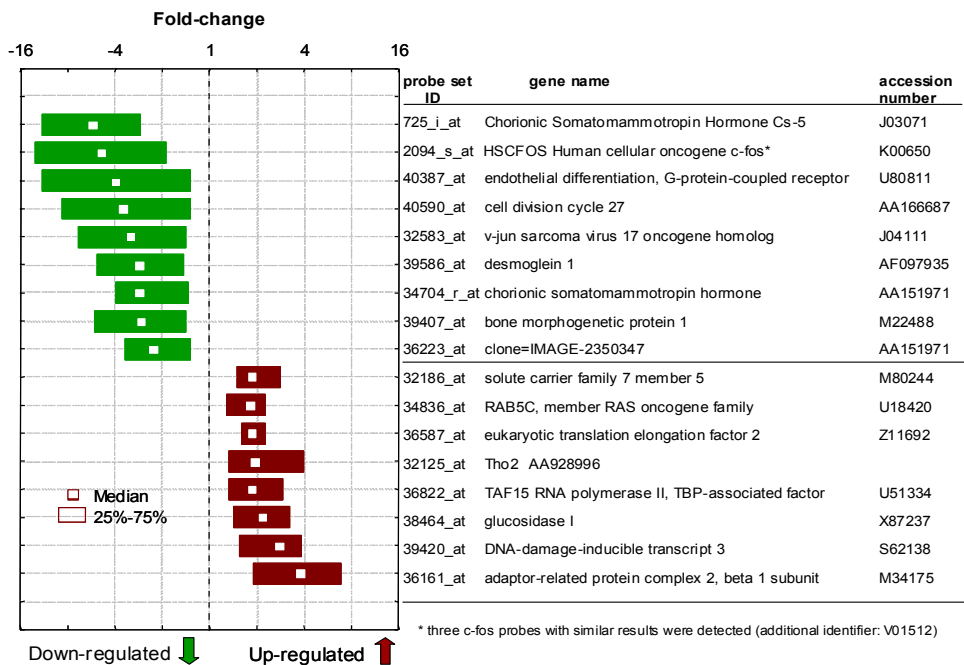 Fold-change
-16 -4 1 4 16
probe set ID gene name accession number
725_i_at Chorionic Somatomammotropin Hormone Cs-5 J03071
2094_s_at HSCFOS Human cellular oncogene c-fos* K00650
40387_at endothelial differentiation, G-protein-coupled receptor U80811
40590_at cell division cycle 27 AA166687
32583_at v-jun sarcoma virus 17 oncogene homolog J04111
39586_at desmoglein 1 AF097935
34704_r_at chorionic somatomammotropin hormone AA151971
39407_at bone morphogenetic protein 1 M22488
36223_at clone=IMAGE-2350347 AA151971
32186_at solute carrier family 7 member 5 M80244
34836_at RAB5C, member RAS oncogene family U18420
36587_at eukaryotic translation elongation factor 2 Z11692
32125_at Tho2 AA928996
36822_at TAF15 RNA polymerase II, TBP-associated factor U51334
38464_at glucosidase I X87237
39420_at DNA-damage-inducible transcript 3 S62138
36161_at adaptor-related protein complex 2, beta 1 subunit M34175
Median
25%-75%
* three c-fos probes with similar results were detected (additional identifier: V01512)
Down-regulated Up-regulated